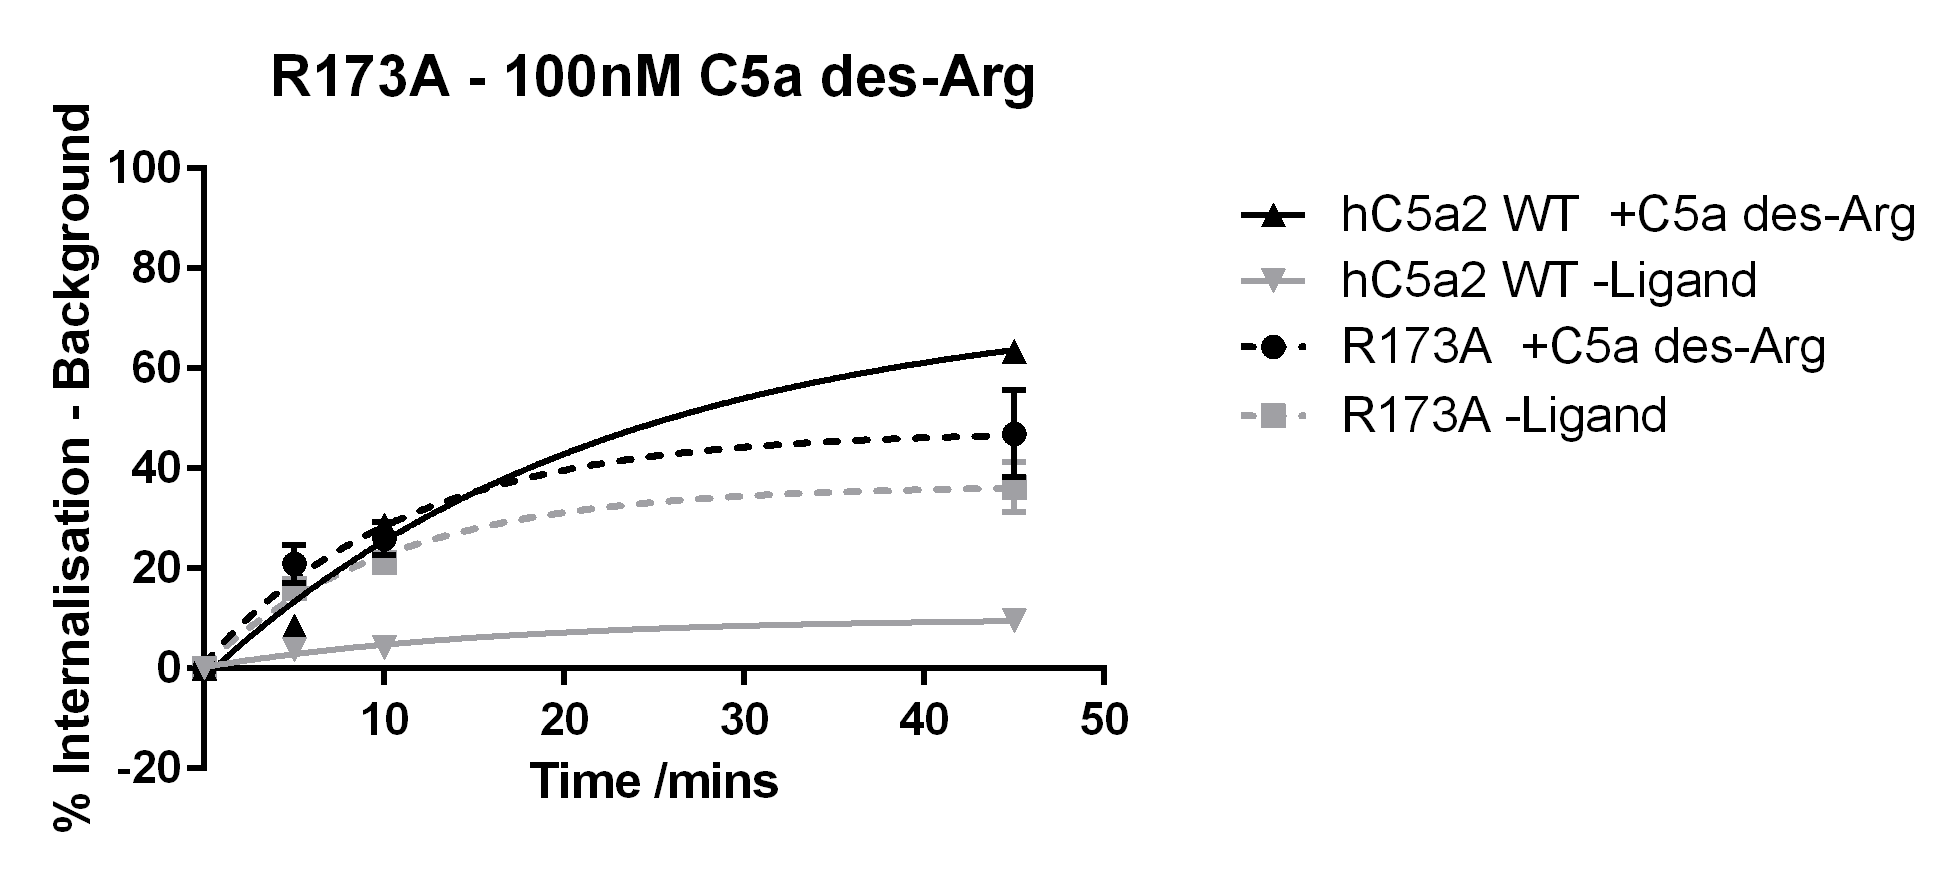 R173A - 100nM C5a des-Arg
% Internalisation - Background
100
80
60
40
20
0
-20
10 20 30 40 50
Time /mins
hC5a2 WT +C5a des-Arg
hC5a2 WT -Ligand
R173A +C5a des-Arg
R173A -Ligand